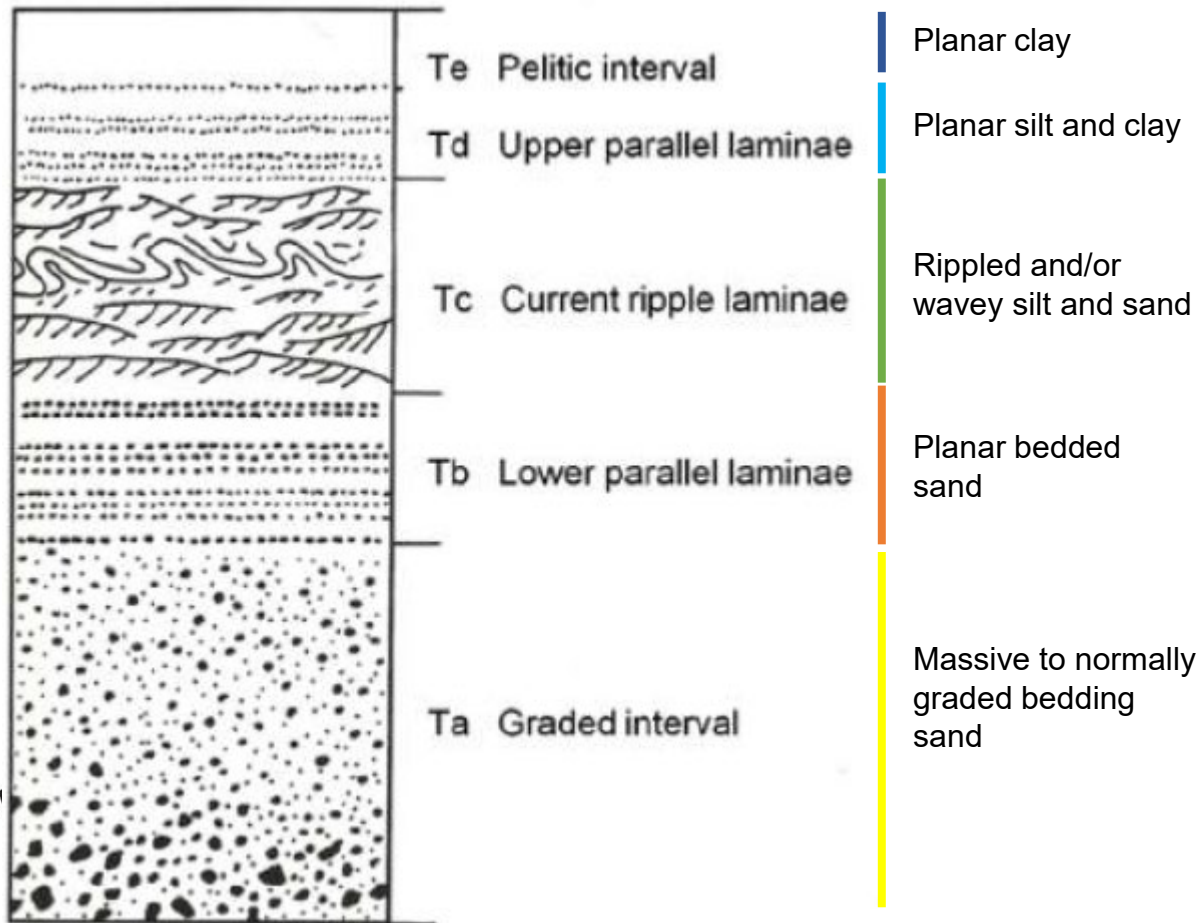 Te Pelitic interval
Planar clay
Td Upper parallel laminae
Planar silt and clay
Tc Current ripple laminae
Rippled and/or
wavey silt and sand
Tb Lower parallel laminae
Planar bedded
sand
Ta Graded interval
Massive to normally
graded bedding
sand